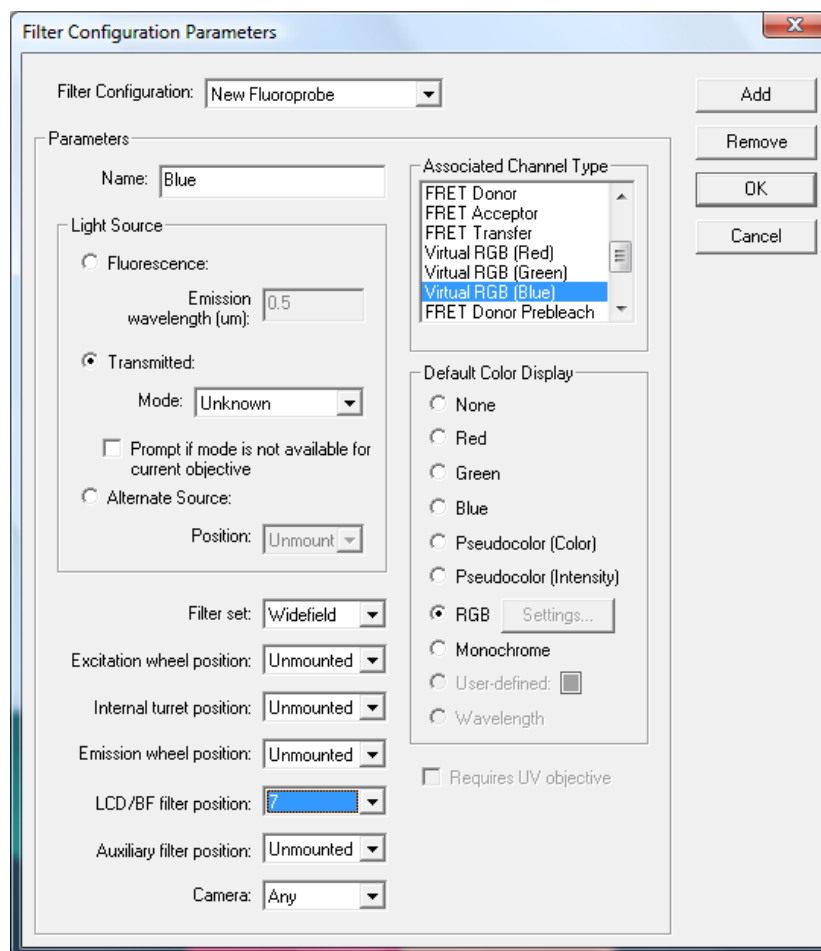 Filter Configuration Parameters
Filter Configuration: New Fluoroprobe
Add
Remove
OK
Cancel
Parameters
Name: Blue
Light Source
Fluorescence:
Emission
wavelength (um): 0.5
Transmitted:
Mode: Unknown
Prompt if mode is not available for
current objective
Alternate Source:
Position: Unmount
Filter set: Widefield
Excitation wheel position: Unmounted
Internal turret position: Unmounted
Emission wheel position: Unmounted
LCD/BF filter position: 7
Auxiliary filter position: Unmounted
Camera: Any
Associated Channel Type
FRET Donor
FRET Acceptor
FRET Transfer
Virtual RGB (Red)
Virtual RGB (Green)
Virtual RGB (Blue)
FRET Donor Prebleach
Default Color Display
None
Red
Green
Blue
Pseudocolor (Color)
Pseudocolor (Intensity)
RGB Settings...
Monochrome
User-defined:
Wavelength
Requires UV objective